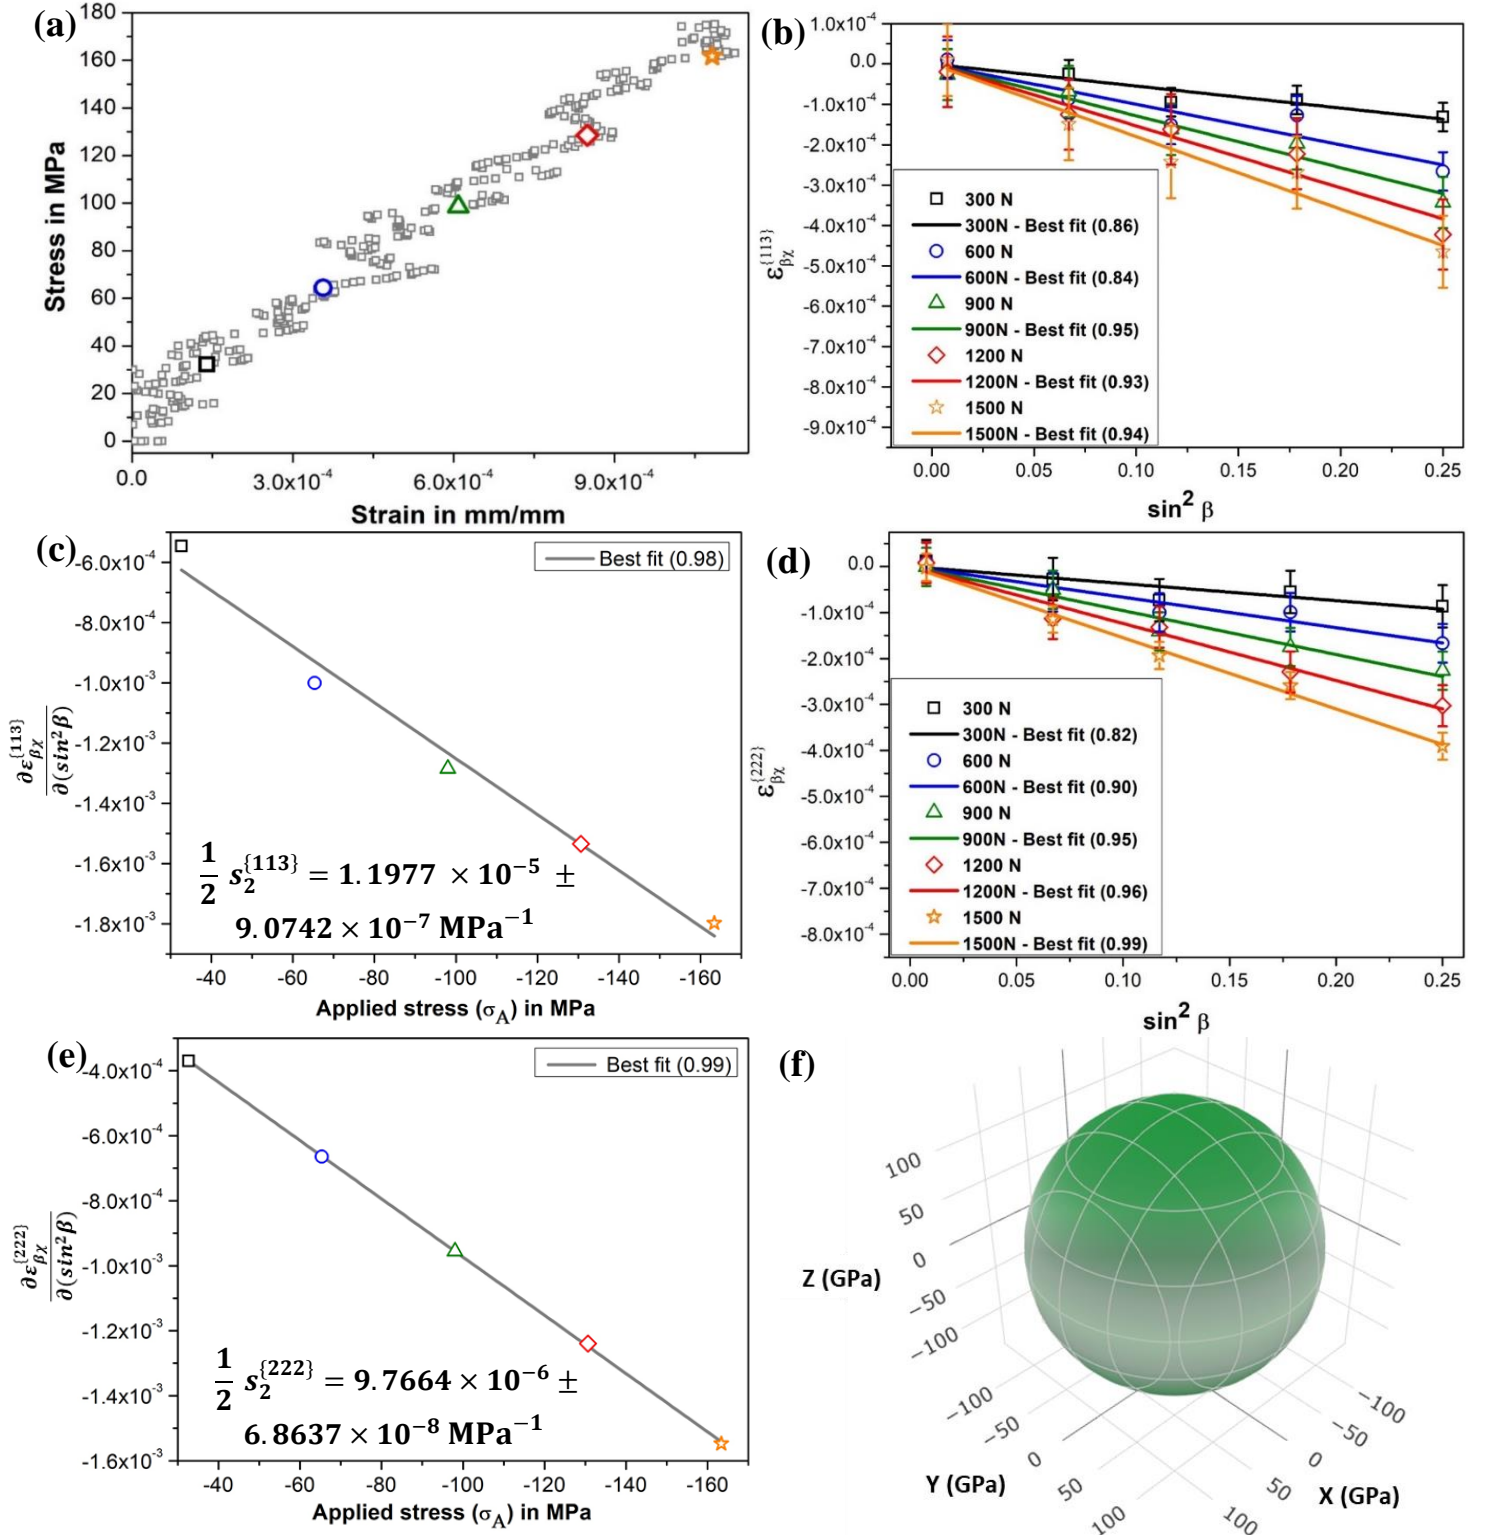 (a)
180
160
140
120
100
80
60
40
20
0
Stress in MPa
0.0
3.0x10⁻⁴
6.0x10⁻⁴
9.0x10⁻⁴
Strain in mm/mm
(b)
1.0x10⁻⁴
0.0
-1.0x10⁻⁴
-2.0x10⁻⁴
-3.0x10⁻⁴
-4.0x10⁻⁴
-5.0x10⁻⁴
-6.0x10⁻⁴
-7.0x10⁻⁴
-8.0x10⁻⁴
-9.0x10⁻⁴
ε_βχ^{113}
300 N
300N - Best fit (0.86)
600 N
600N - Best fit (0.84)
900 N
900N - Best fit (0.95)
1200 N
1200N - Best fit (0.93)
1500 N
1500N - Best fit (0.94)
0.00
0.05
0.10
0.15
0.20
0.25
sin² β
(c)
-6.0x10⁻⁴
-8.0x10⁻⁴
-1.0x10⁻³
-1.2x10⁻³
-1.4x10⁻³
-1.6x10⁻³
-1.8x10⁻³
∂ε_βχ^{113}
∂(sin²β)
Best fit (0.98)
1/2 s₂^{113} = 1.1977 × 10⁻⁵ ±
9.0742 × 10⁻⁷ MPa⁻¹
-40
-60
-80
-100
-120
-140
-160
Applied stress (σ_A) in MPa
(d)
0.0
-1.0x10⁻⁴
-2.0x10⁻⁴
-3.0x10⁻⁴
-4.0x10⁻⁴
-5.0x10⁻⁴
-6.0x10⁻⁴
-7.0x10⁻⁴
-8.0x10⁻⁴
ε_βχ^{222}
300 N
300N - Best fit (0.82)
600 N
600N - Best fit (0.90)
900 N
900N - Best fit (0.95)
1200 N
1200N - Best fit (0.96)
1500 N
1500N - Best fit (0.99)
0.00
0.05
0.10
0.15
0.20
0.25
sin² β
(e)
-4.0x10⁻⁴
-6.0x10⁻⁴
-8.0x10⁻⁴
-1.0x10⁻³
-1.2x10⁻³
-1.4x10⁻³
-1.6x10⁻³
∂ε_βχ^{222}
∂(sin²β)
Best fit (0.99)
1/2 s₂^{222} = 9.7664 × 10⁻⁶ ±
6.8637 × 10⁻⁸ MPa⁻¹
-40
-60
-80
-100
-120
-140
-160
Applied stress (σ_A) in MPa
(f)
100
50
0
−50
−100
Z (GPa)
−100
−50
0
50
100
Y (GPa)
−100
−50
0
50
100
X (GPa)